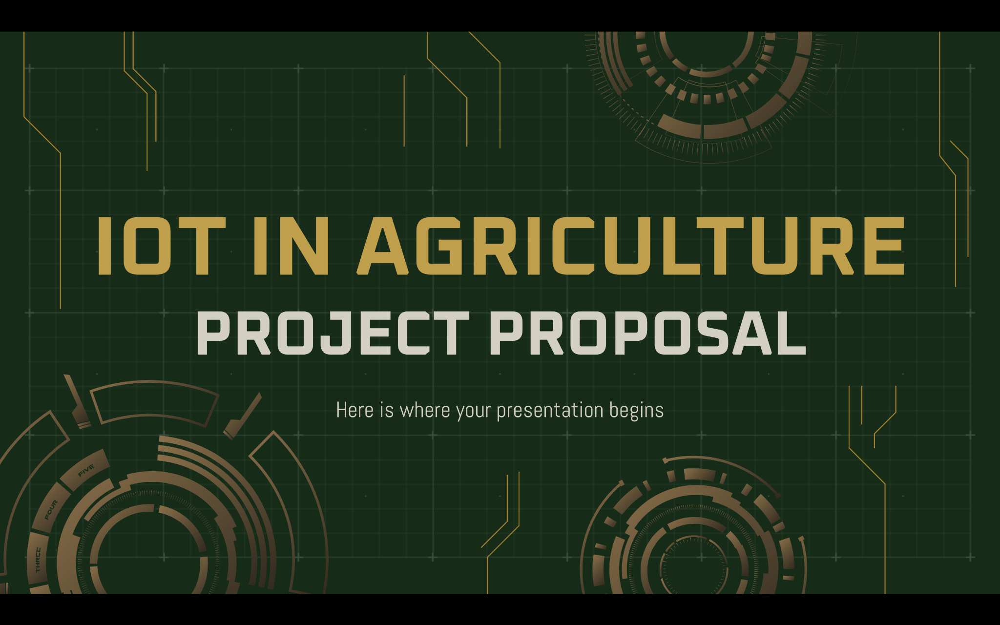 IOT IN AGRICULTURE
PROJECT PROPOSAL
Here is where your presentation begins
FIVE
FOUR
THREE